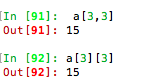 In [91]: a[3,3]
Out[91]: 15
In [92]: a[3][3]
Out[92]: 15